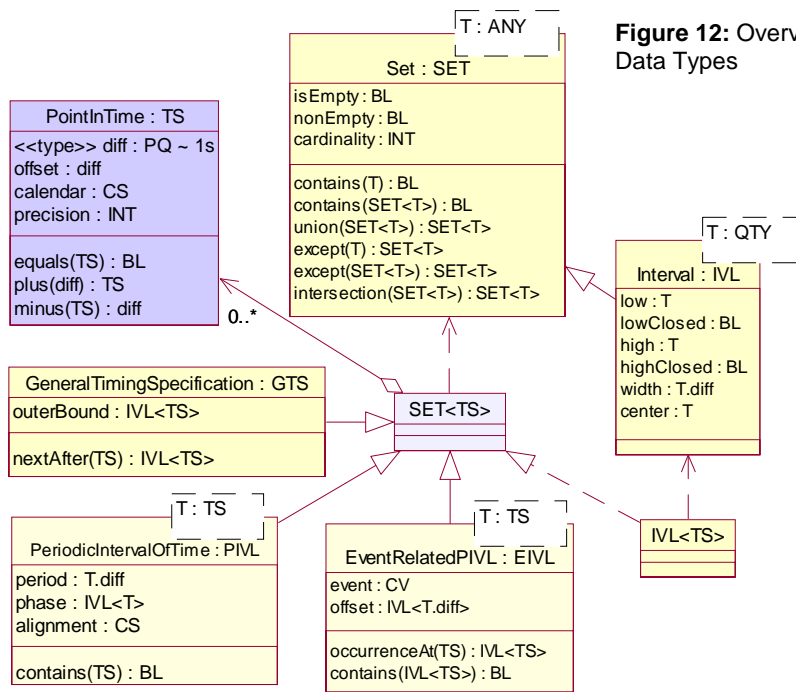 T : ANY
Figure 12: Overv
Data Types
Set : SET
isEmpty : BL
nonEmpty : BL
cardinality : INT
contains(T) : BL
contains(SET<T>) : BL
union(SET<T>) : SET<T>
except(T) : SET<T>
except(SET<T>) : SET<T>
intersection(SET<T>) : SET<T>
PointInTime : TS
<<type>> diff : PQ ~ 1s
offset : diff
calendar : CS
precision : INT
equals(TS) : BL
plus(diff) : TS
minus(TS) : diff
0..*
T : QTY
Interval : IVL
low : T
lowClosed : BL
high : T
highClosed : BL
width : T.diff
center : T
GeneralTimingSpecification : GTS
outerBound : IVL<TS>
nextAfter(TS) : IVL<TS>
SET<TS>
T : TS
PeriodicIntervalOfTime : PIVL
period : T.diff
phase : IVL<T>
alignment : CS
contains(TS) : BL
T : TS
EventRelatedPIVL : EIVL
event : CV
offset : IVL<T.diff>
occurrenceAt(TS) : IVL<TS>
contains(IVL<TS>) : BL
IVL<TS>